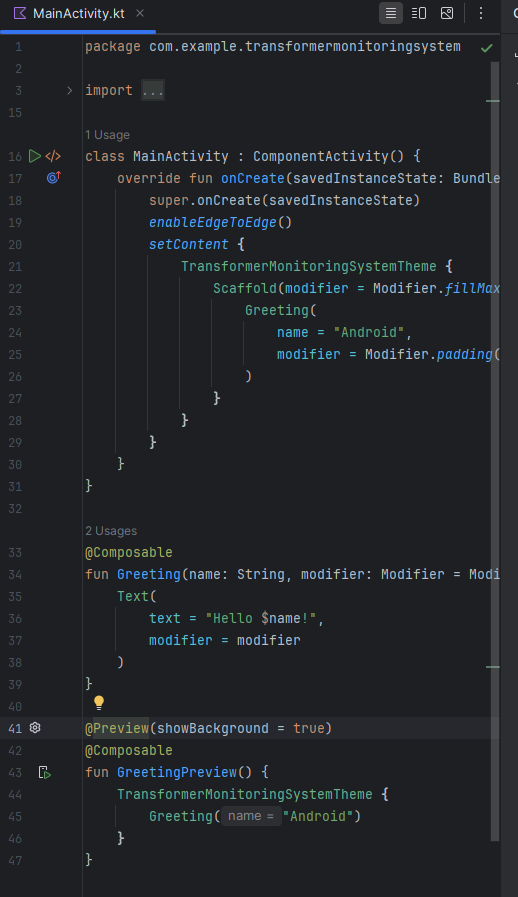 MainActivity.kt
1 package com.example.transformermonitoringsystem
2
3 import ...
15
1 Usage
16 class MainActivity : ComponentActivity() {
17 override fun onCreate(savedInstanceState: Bundle
18 super.onCreate(savedInstanceState)
19 enableEdgeToEdge()
20 setContent {
21 TransformerMonitoringSystemTheme {
22 Scaffold(modifier = Modifier.fillMax
23 Greeting(
24 name = "Android",
25 modifier = Modifier.padding(
26 )
27 }
28 }
29 }
30 }
31 }
32
2 Usages
33 @Composable
34 fun Greeting(name: String, modifier: Modifier = Modi
35 Text(
36 text = "Hello $name!",
37 modifier = modifier
38 )
39 }
40
41 @Preview(showBackground = true)
42 @Composable
43 fun GreetingPreview() {
44 TransformerMonitoringSystemTheme {
45 Greeting( name = "Android")
46 }
47 }